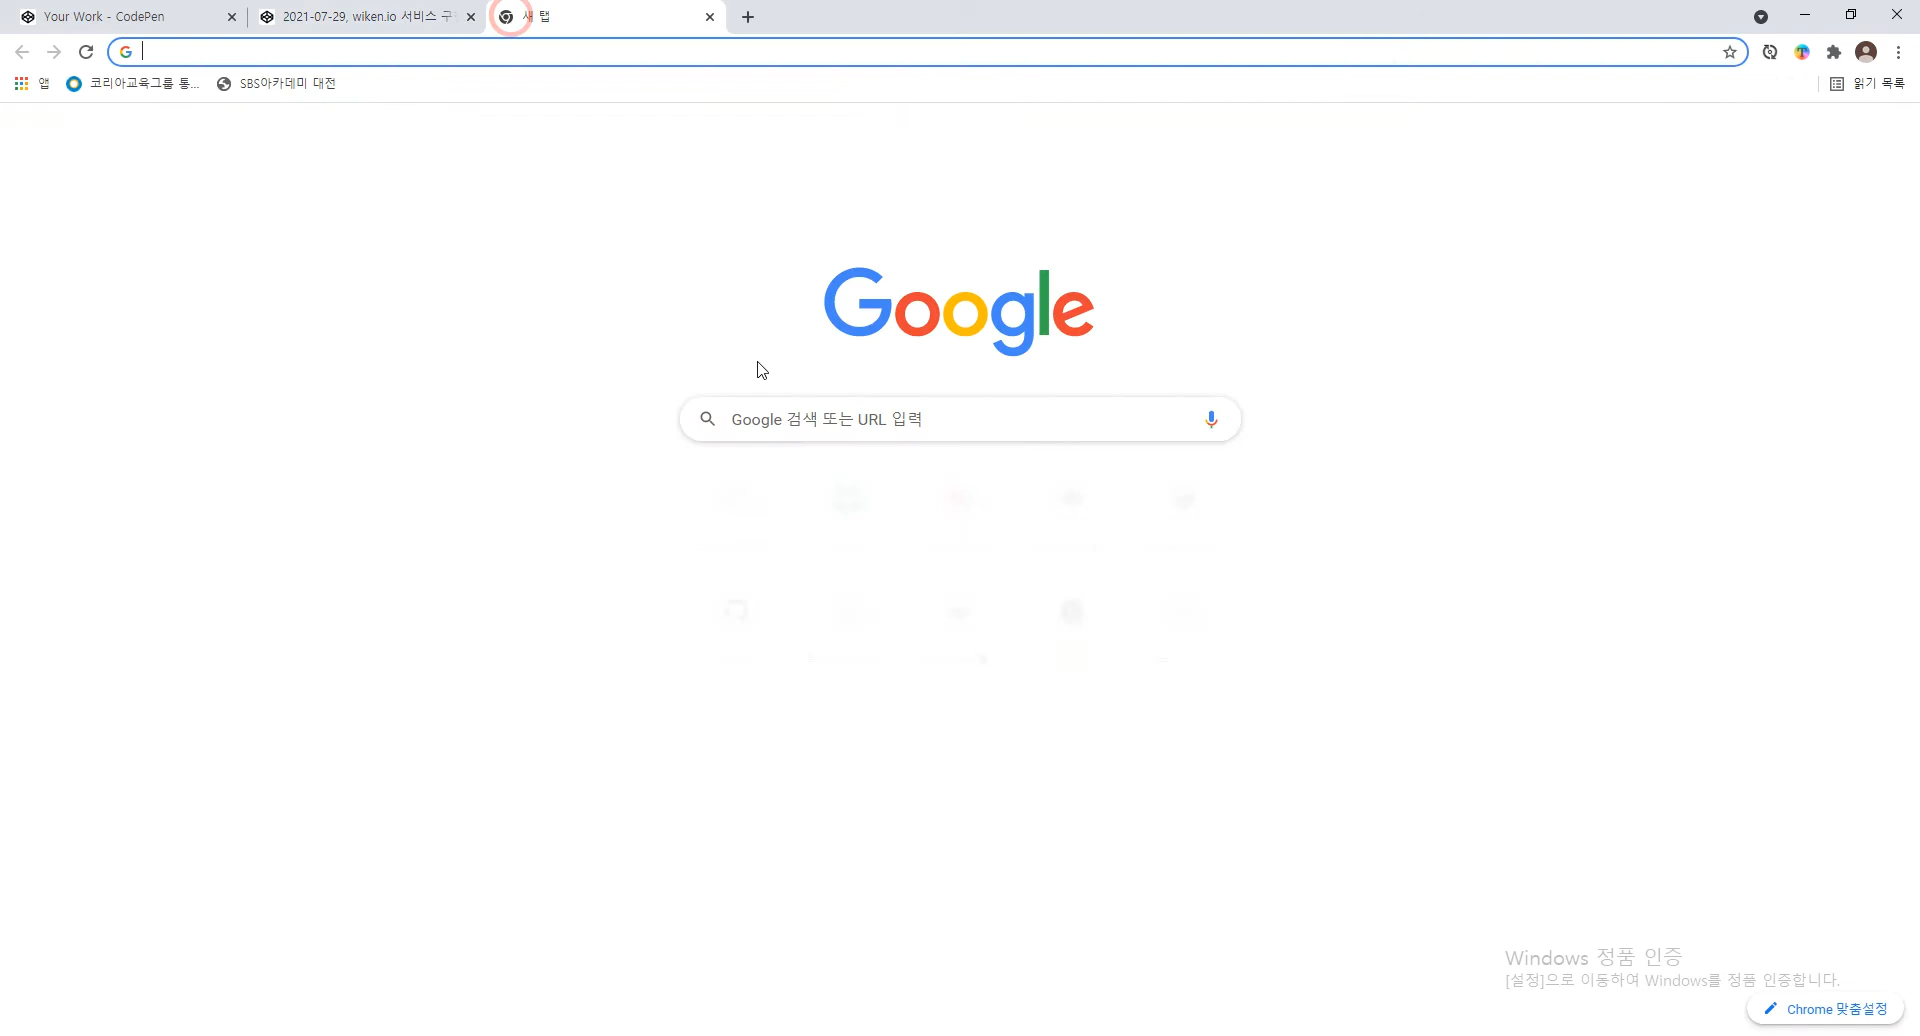 Your Work - CodePen
2021-07-29, wiken.io 서비스 구
새 탭
앱
코리아교육그룹 통...
SBS아카데미 대전
읽기 목록
Google
Google 검색 또는 URL 입력
Windows 정품 인증
[설정]으로 이동하여 Windows를 정품 인증합니다.
Chrome 맞춤설정